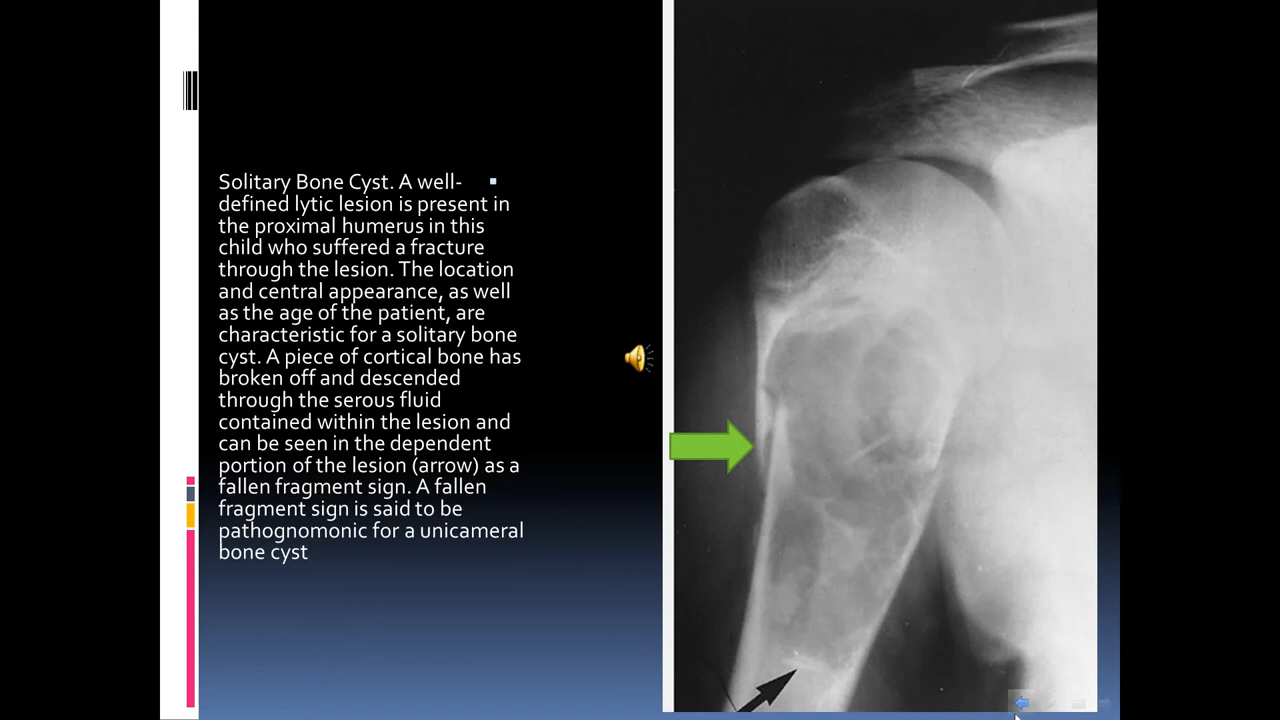 Solitary Bone Cyst. A well-
defined lytic lesion is present in
the proximal humerus in this
child who suffered a fracture
through the lesion. The location
and central appearance, as well
as the age of the patient, are
characteristic for a solitary bone
cyst. A piece of cortical bone has
broken off and descended
through the serous fluid
contained within the lesion and
can be seen in the dependent
portion of the lesion (arrow) as a
fallen fragment sign. A fallen
fragment sign is said to be
pathognomonic for a unicameral
bone cyst